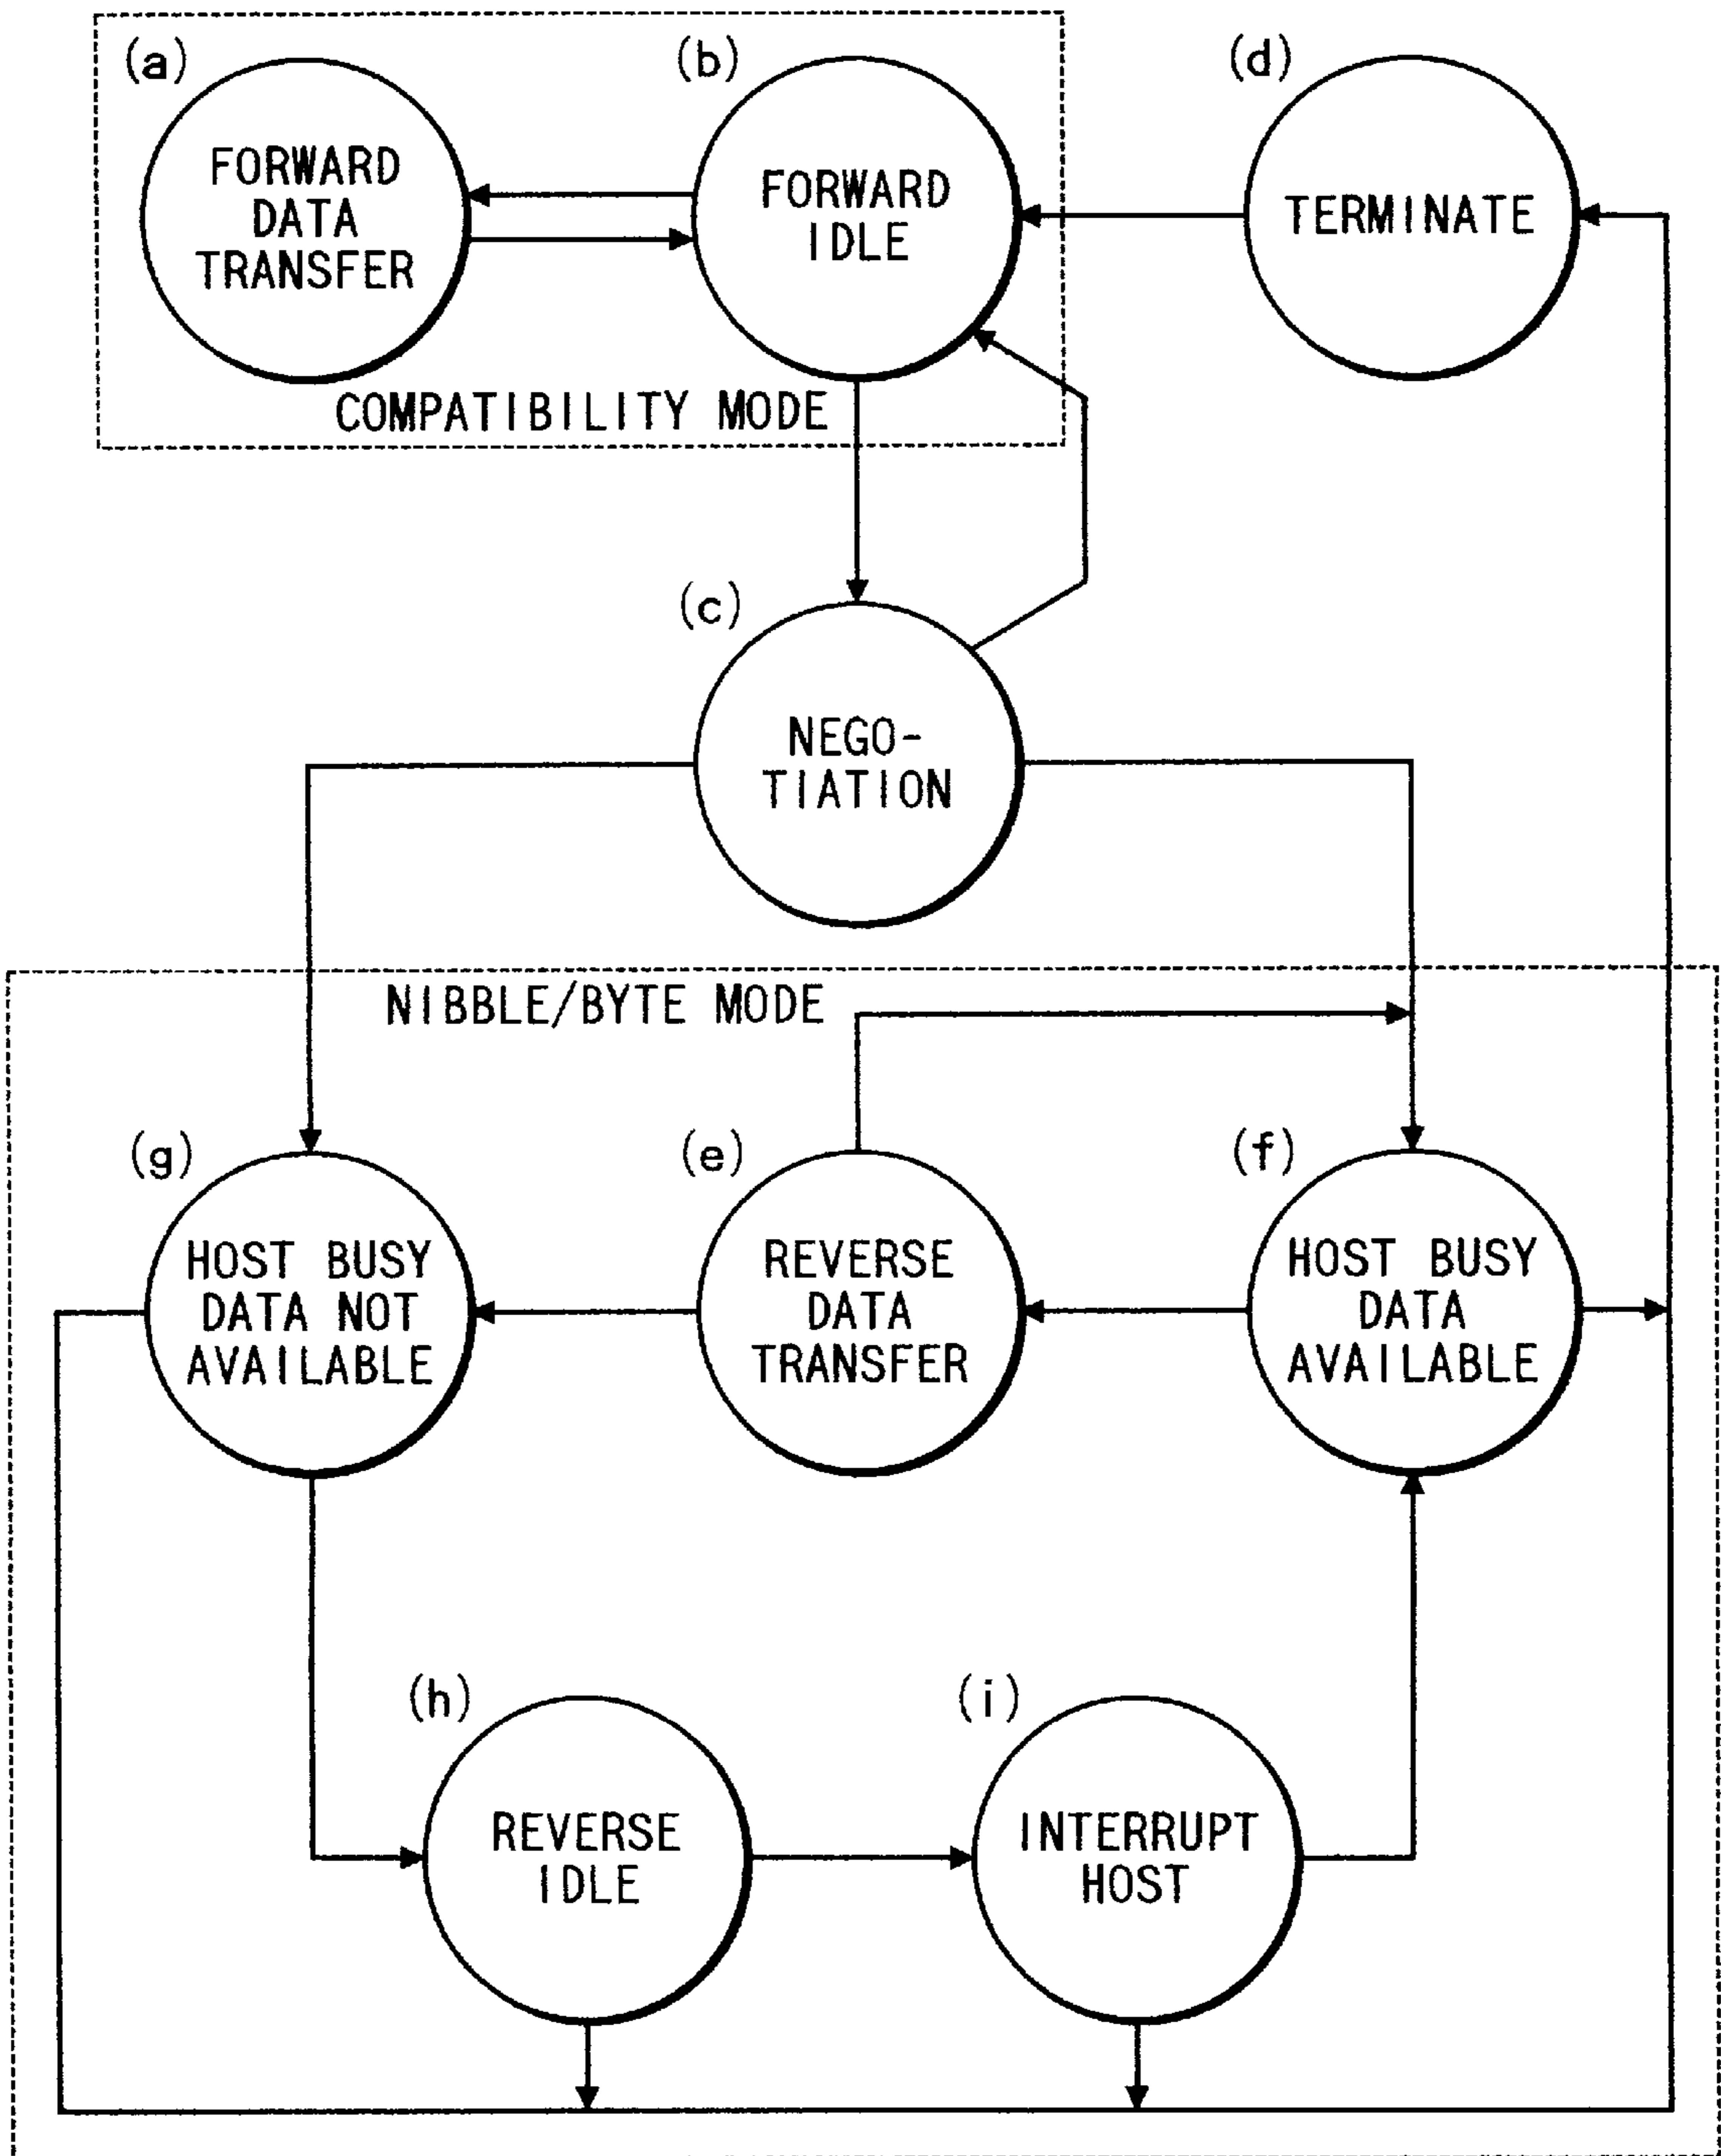 (a)
FORWARD
DATA
TRANSFER
(b)
FORWARD
IDLE
(d)
TERMINATE
COMPATIBILITY MODE
(c)
NEGO-
TIATION
NIBBLE/BYTE MODE
(g)
HOST BUSY
DATA NOT
AVAILABLE
(e)
REVERSE
DATA
TRANSFER
(f)
HOST BUSY
DATA
AVAILABLE
(h)
REVERSE
IDLE
(i)
INTERRUPT
HOST